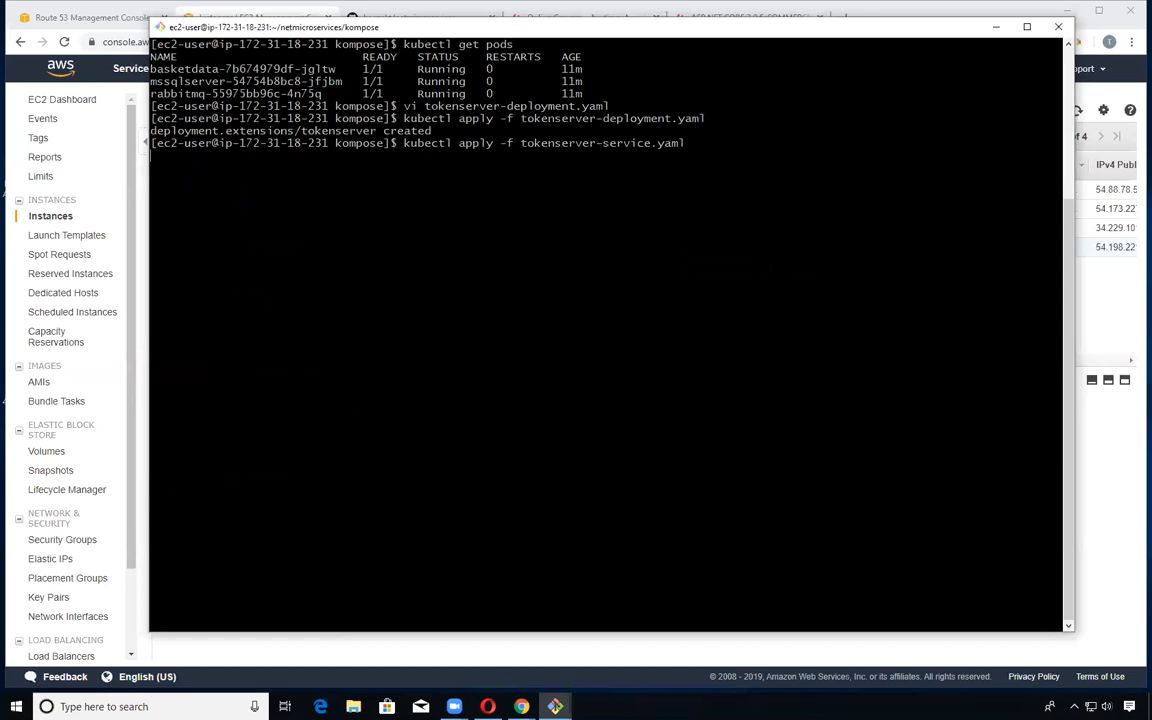 Route 53 Management Console
ec2-user@ip-172-31-18-231:~/netmicroservices/kompose
console.aw
aws
Service
pport
EC2 Dashboard
Events
Tags
Reports
Limits
INSTANCES
Instances
Launch Templates
Spot Requests
Reserved Instances
Dedicated Hosts
Scheduled Instances
Capacity
Reservations
IMAGES
AMIs
Bundle Tasks
ELASTIC BLOCK
STORE
Volumes
Snapshots
Lifecycle Manager
NETWORK &
SECURITY
Security Groups
Elastic IPs
Placement Groups
Key Pairs
Network Interfaces
LOAD BALANCING
Load Balancers
[ec2-user@ip-172-31-18-231 kompose]$ kubectl get pods
NAME READY STATUS RESTARTS AGE
basketdata-7b674979df-jgltw 1/1 Running 0 11m
mssqlserver-54754b8bc8-jfjbm 1/1 Running 0 11m
rabbitmq-55975bb96c-4n75q 1/1 Running 0 11m
[ec2-user@ip-172-31-18-231 kompose]$ vi tokenserver-deployment.yaml
[ec2-user@ip-172-31-18-231 kompose]$ kubectl apply -f tokenserver-deployment.yaml
deployment.extensions/tokenserver created
[ec2-user@ip-172-31-18-231 kompose]$ kubectl apply -f tokenserver-service.yaml
of 4
IPv4 Publ
54.88.78.5
54.173.22
34.229.10
54.198.22
Feedback
English (US)
© 2008 - 2019, Amazon Web Services, Inc. or its affiliates. All rights reserved.
Privacy Policy
Terms of Use
Type here to search